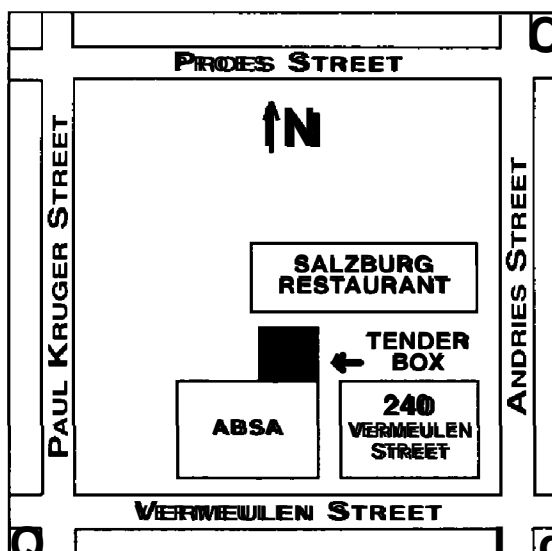 PROES STREET
N
PAUL KRUGER STREET
ANDRIES STREET
SALZBURG
RESTAURANT
TENDER
BOX
ABSA
240
VERMEULEN
STREET
VERMEULEN STREET